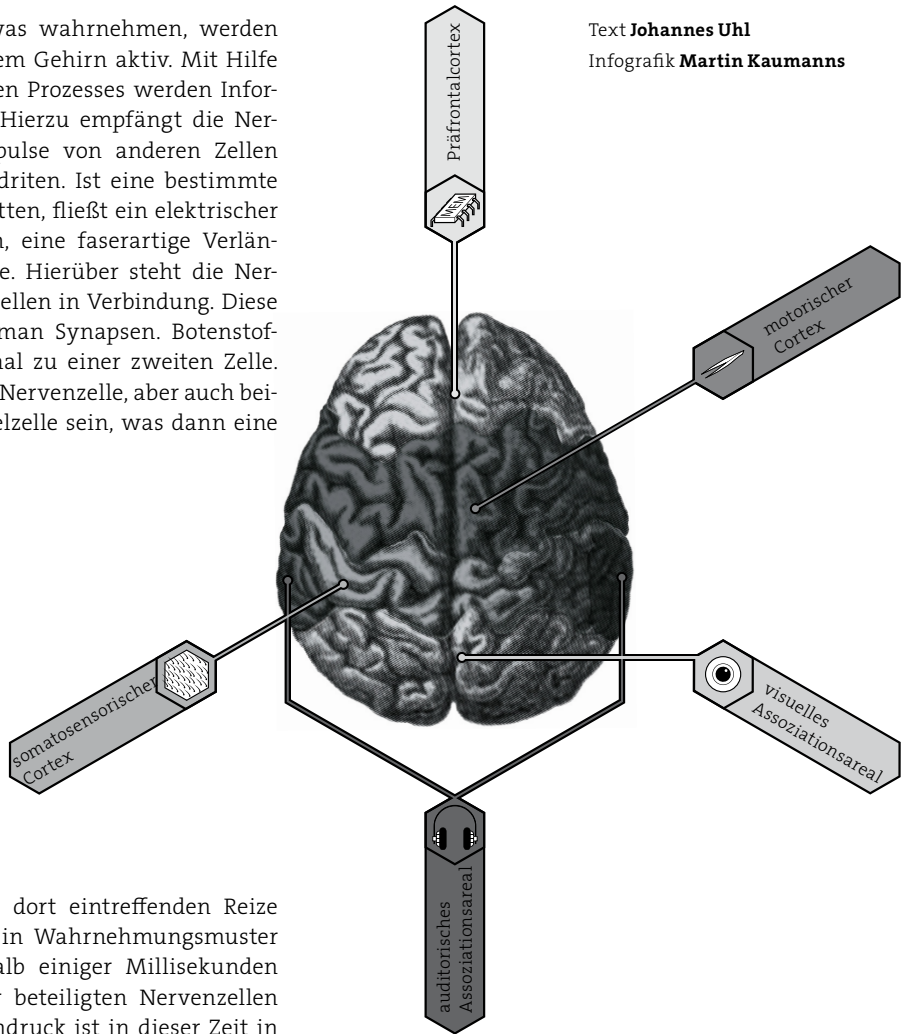 was wahrnehmen, werden
em Gehirn aktiv. Mit Hilfe
en Prozesses werden Infor-
Hierzu empfängt die Ner-
pulse von anderen Zellen
driten. Ist eine bestimmte
tten, fließt ein elektrischer
n, eine faserartige Verlän-
e. Hierüber steht die Ner-
ellen in Verbindung. Diese
man Synapsen. Botenstof-
nal zu einer zweiten Zelle.
Nervenzelle, aber auch bei-
elzelle sein, was dann eine
Text Johannes Uhl
Infografik Martin Kaumanns
Präfrontalcortex
MEM
motorischer
Cortex
somatosensorischer
Cortex
visuelles
Assoziationsareal
auditorisches
Assoziationsareal
dort eintreffenden Reize
ein Wahrnehmungsmuster
alb einiger Millisekunden
r beteiligten Nervenzellen
ndruck ist in dieser Zeit in